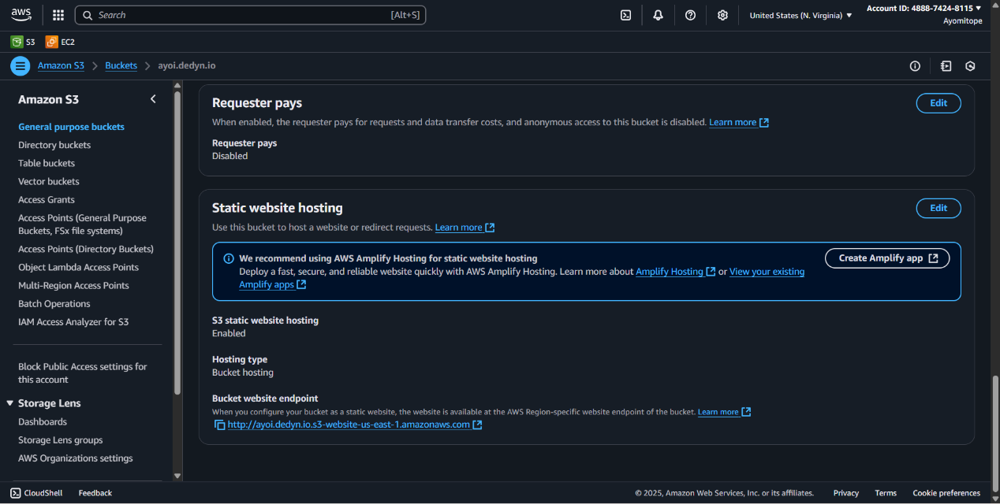 aws
Search [Alt+S]
United States (N. Virginia)
Account ID: 4888-7424-8115
Ayomitope
S3 EC2
Amazon S3 Buckets ayoi.dedyn.io
Amazon S3
General purpose buckets
Directory buckets
Table buckets
Vector buckets
Access Grants
Access Points (General Purpose
Buckets, FSx file systems)
Access Points (Directory Buckets)
Object Lambda Access Points
Multi-Region Access Points
Batch Operations
IAM Access Analyzer for S3
Block Public Access settings for
this account
Storage Lens
Dashboards
Storage Lens groups
AWS Organizations settings
Requester pays
Edit
When enabled, the requester pays for requests and data transfer costs, and anonymous access to this bucket is disabled. Learn more
Requester pays
Disabled
Static website hosting
Edit
Use this bucket to host a website or redirect requests. Learn more
We recommend using AWS Amplify Hosting for static website hosting
Create Amplify app
Deploy a fast, secure, and reliable website quickly with AWS Amplify Hosting. Learn more about Amplify Hosting or View your existing
Amplify apps
S3 static website hosting
Enabled
Hosting type
Bucket hosting
Bucket website endpoint
When you configure your bucket as a static website, the website is available at the AWS Region-specific website endpoint of the bucket. Learn more
http://ayoi.dedyn.io.s3-website-us-east-1.amazonaws.com
CloudShell Feedback
© 2025, Amazon Web Services, Inc. or its affiliates. Privacy Terms Cookie preferences